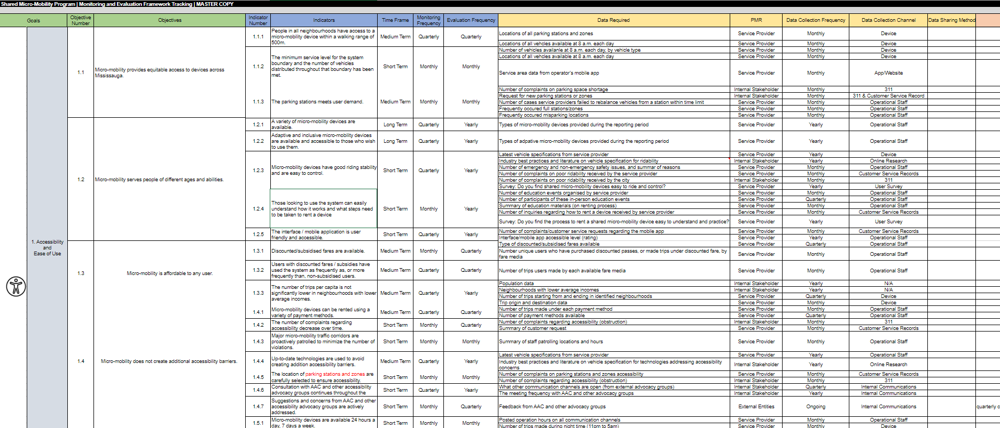 Shared Micro-Mobility Program | Monitoring and Evaluation Framework Tracking | MASTER COPY
Goals
Objective
Number
Objectives
Indicator
Number
Indicators
Time Frame
Monitoring
Frequency
Evaluation Frequency
Data Required
PMR
Data Collection Frequency
Data Collection Channel
Data Sharing Method
1. Accessibility
and
Ease of Use
1.1
Micro-mobility provides equitable access to devices across
Mississauga.
1.1.1
People in all neighbourhoods have access to a
micro-mobility device within a walking range of
500m.
Medium Term
Quarterly
Quarterly
Locations of all parking stations and zones
Service Provider
Monthly
Device
Locations of all vehcles available at 8 a.m. each day
Service Provider
Monthly
Device
1.1.2
The minimum service level for the system
boundary and the number of vehicles
distributed throughout that boundary has been
met.
Short Term
Monthly
Monthly
Number of vehicles availanle at 8 a.m. each day, by vehicle type
Service Provider
Monthly
Device
Locations of all vehcles available at 8 a.m. each day
Service Provider
Monthly
Device
Service area data from operator's mobile app
Service Provider
Monthly
App/Website
1.1.3
The parking stations meets user demand.
Medium Term
Monthly
Monthly
Number of complaints on parking space shortage
Internal Stakeholder
Monthly
311
Request for new parking stations or zones
Internal Stakeholder
Monthly
311 & Customer Service Record
Number of cases service providers failed to rebalance vehicles from a station within time limit
Service Provider
Monthly
Operational Staff
Frequently occured full stations/zones
Service Provider
Monthly
Operational Staff
Frequently occured misparking locations
Service Provider
Monthly
Operational Staff
1.2
Micro-mobility serves people of different ages and abilities.
1.2.1
A variety of micro-mobility devices are
available.
Long Term
Quarterly
Yearly
Types of micro-mobility devices provided during the reporting period
Service Provider
Yearly
Operational Staff
1.2.2
Adaptive and inclusive micro-mobility devices
are available and accessible to those who wish
to use them.
Long Term
Quarterly
Yearly
Types of adpative micro-mobility devices provided during the reporting period
Service Provider
Yearly
Operational Staff
1.2.3
Micro-mobility devices have good riding stability
and are easy to control.
Short Term
Quarterly
Yearly
Latest vehicle specifications from service provider
Service Provider
Yearly
Device
Industry best practices and literature on vehicle specification for ridability
Internal Stakeholder
Yearly
Online Research
Number of emergency and non-emergency safety issues, and summar of reasons
Service Provider
Monthly
Operational Staff
Number of complaints on poor ridability received by the service provider
Service Provider
Monthly
Customer Service Records
Number of complaints on poor ridability received by the city
Internal Stakeholder
Monthly
311
Survey: Do you find shared micro-mobility devices easy to ride and control?
Service Provider
Yearly
User Survey
1.2.4
Those looking to use the system can easily
understand how it works and what steps need
to be taken to rent a device
Short Term
Monthly
Yearly
Number of education events organised by service provider
Service Provider
Monthly
Operational Staff
Number of participants of these in-person education events
Service Provider
Quarterly
Operational Staff
Summary of education materials (on renting process)
Service Provider
Monthly
Operational Staff
Number of inquiries regarding how to rent a device received by service provider
Service Provider
Monthly
Customer Service Records
Survey: Do you find the process to rent a shared micro-mobility device easy to understand and practice?
Service Provider
Yearly
User Survey
1.2.5
The interface / mobile application is user
friendly and accessible.
Short Term
Quarterly
Yearly
Number of complaints/customer service requests regarding the mobile app
Service Provider
Monthly
Customer Service Records
Interface/mobile app accessible level (rating)
Service Provider
Yearly
Operational Staff
1.3
Micro-mobility is affordable to any user.
1.3.1
Discounted/subsidised fares are available.
Medium Term
Monthly
Quarterly
Type of discounted/subsidised fares available
Service Provider
Quarterly
Operational Staff
Number unique users who have purchased discounted passes, or made trips under discounted fare, by
fare media
Service Provider
Monthly
Operational Staff
1.3.2
Users with discounted fares / subsidies have
used the system as frequently as, or more
frequently than, non-subsidised users.
Medium Term
Quarterly
Quarterly
Number of trips users made by each available fare media
Service Provider
Monthly
Operational Staff
1.3.3
The number of trips per capita is not
significantly lower in neighbourhoods with lower
average incomes.
Medium Term
Quarterly
Yearly
Population data
Internal Stakeholder
Yearly
N/A
Neighbourhoods with lower average incomes
Internal Stakeholder
Yearly
N/A
Number of trips starting from and ending in identified neighbourhoods
Service Provider
Quarterly
Device
Trip origin and destination data
Service Provider
Monthly
Device
1.4
Micro-mobility does not create additional accessibility barriers.
1.4.1
Micro-mobility devices can be rented using a
variety of payment methods.
Medium Term
Quarterly
Quarterly
Number of trips made under each payment method
Service Provider
Monthly
Operational Staff
Number of payment methods available
Service Provider
Quarterly
Operational Staff
1.4.2
The number of complaints regarding
accessibility decrease over time.
Short Term
Monthly
Quarterly
Number of complaints regarding accessibility (obstruction)
Internal Stakeholder
Monthly
311
Summary of customer request
Service Provider
Monthly
Customer Service Records
1.4.3
Major micro-mobility traffic corridors are
proactively patrolled to minimize the number of
violations.
Short Term
Monthly
Monthly
Summary of staff patrolling locations and hours
Service Provider
Monthly
Operational Staff
1.4.4
Up-to-date technologies are used to avoid
creating addition accessibility barriers.
Medium Term
Quarterly
Yearly
Latest vehicle specifications from service provider
Service Provider
Yearly
Operational Staff
Industry best practices and literature on vehicle specification for technologies addressing accessibility
concerns
Internal Stakeholder
Yearly
Online Research
1.4.5
The location of parking stations and zones are
carefully selected to ensure accessibility.
Short Term
Monthly
Monthly
Number of complaints on parking stations and zones accessibility
Service Provider
Monthly
Customer Service Records
Number of complaints regarding accessibility (obstruction)
Internal Stakeholder
Monthly
311
1.4.6
Consultation with AAC and other accessibility
advocacy groups continues throughout the
Short Term
Quarterly
Yearly
What other communication channels are open (from external advocacy groups)
Internal Stakeholder
Quarterly
Internal Communications
The meeting frequency with AAC and other advocacy groups
Internal Stakeholder
Yearly
Internal Communications
1.4.7
Suggestions and concerns from AAC and other
accessibility advocacy groups are actively
addressed.
Short Term
Monthly
Quarterly
Feedback from AAC and other advocacy groups
External Entities
Ongoing
Internal Communications
quarterly c
1.5.1
Micro-mobility devices are available 24 hours a
day, 7 days a week.
Short Term
Monthly
Monthly
Posted operation hours on all communication channels
Service Provider
Monthly
Operational Staff
Number of trips made during night time (11pm to 5am)
Service Provider
Monthly
Device